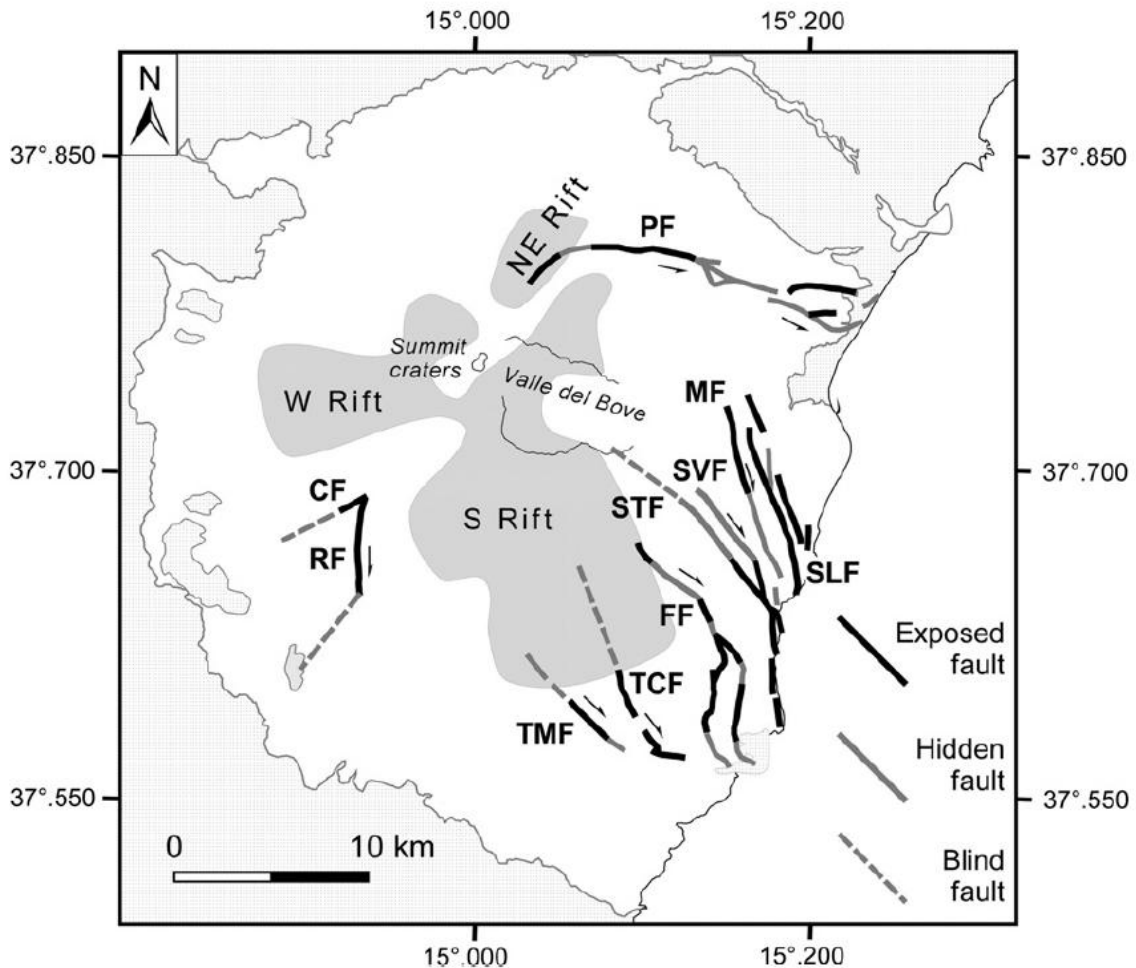 15°.000
15°.200
N
37°.850
37°.850
NE Rift
PF
Summit
craters
Valle del Bove
W Rift
MF
37°.700
SVF
37°.700
CF
STF
S Rift
RF
SLF
FF
Exposed
fault
TCF
TMF
Hidden
fault
37°.550
37°.550
0
10 km
Blind
fault
15°.000
15°.200